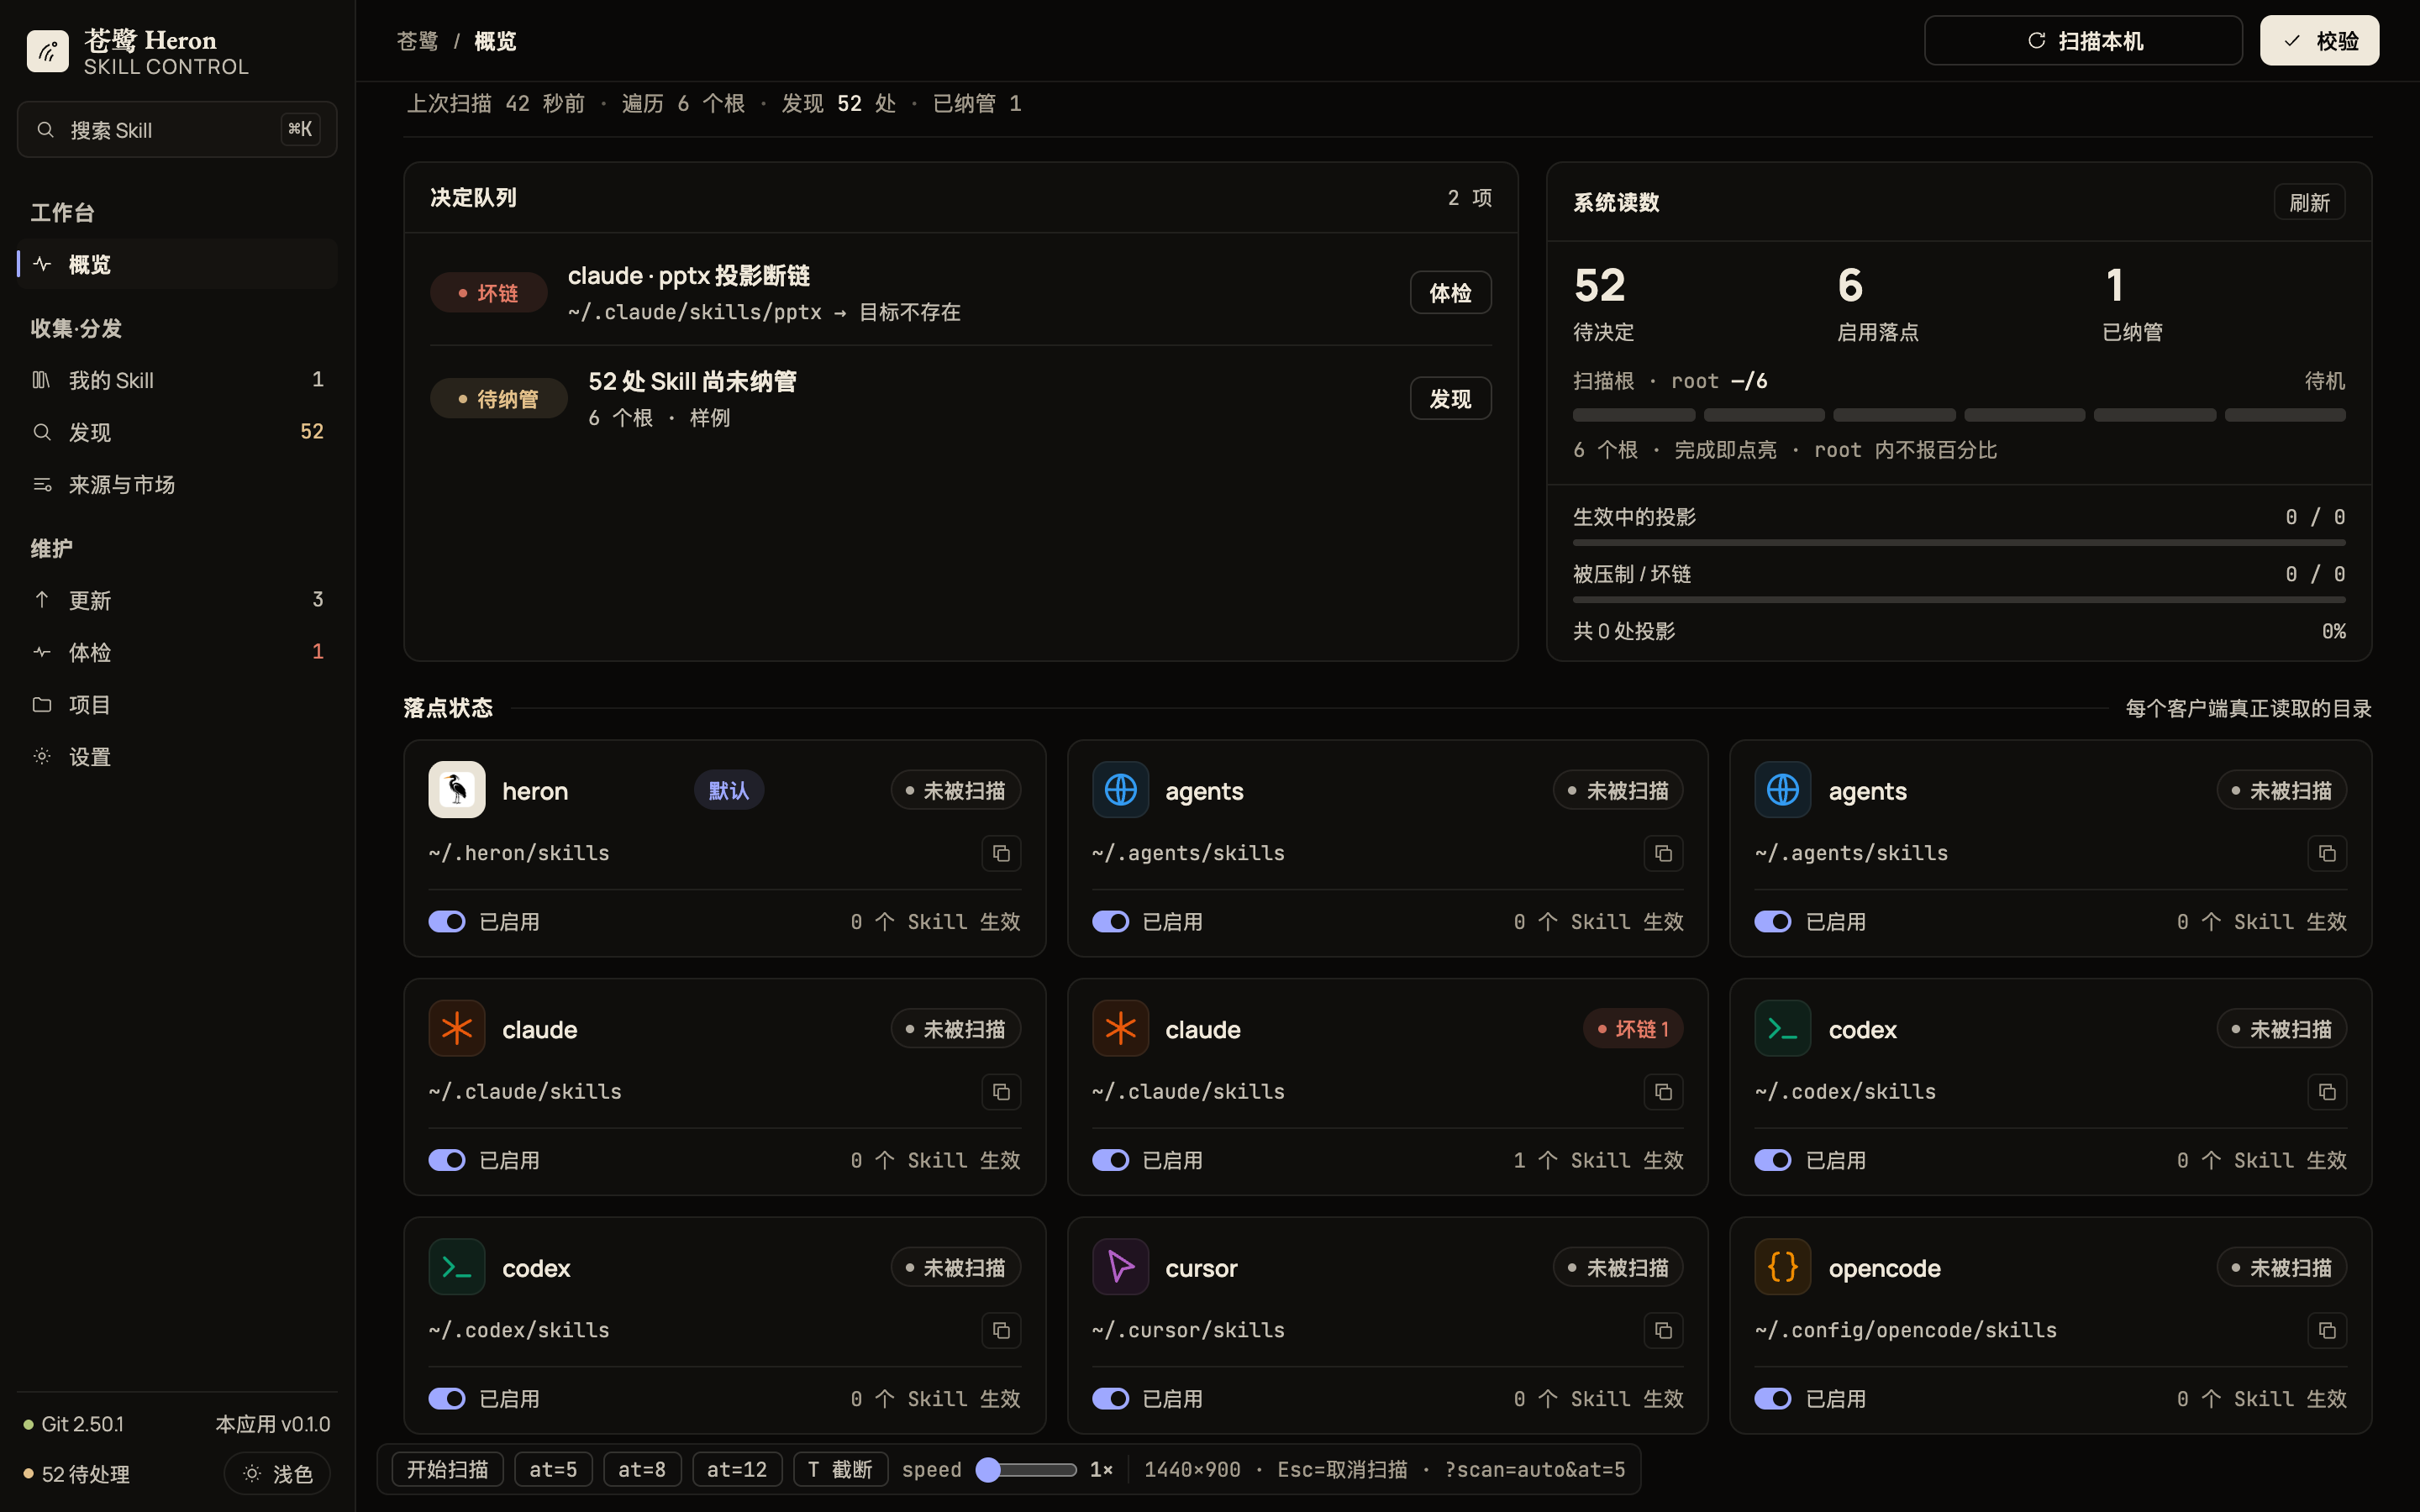 苍鹭 Heron
SKILL CONTROL
搜索 Skill ⌘K
工作台
概览
收集·分发
我的 Skill 1
发现 52
来源与市场
维护
更新 3
体检 1
项目
设置
Git 2.50.1 本应用 v0.1.0
52 待处理 浅色
苍鹭 / 概览
扫描本机 校验
上次扫描 42 秒前 · 遍历 6 个根 · 发现 52 处 · 已纳管 1
决定队列 2 项
坏链 claude · pptx 投影断链 体检
~/.claude/skills/pptx → 目标不存在
待纳管 52 处 Skill 尚未纳管 发现
6 个根 · 样例
系统读数 刷新
52 6 1
待决定 启用落点 已纳管
扫描根 · root —/6 待机
6 个根 · 完成即点亮 · root 内不报百分比
生效中的投影 0 / 0
被压制 / 坏链 0 / 0
共 0 处投影 0%
落点状态 每个客户端真正读取的目录
heron 默认 未被扫描
~/.heron/skills
已启用 0 个 Skill 生效
agents 未被扫描
~/.agents/skills
已启用 0 个 Skill 生效
agents 未被扫描
~/.agents/skills
已启用 0 个 Skill 生效
claude 未被扫描
~/.claude/skills
已启用 0 个 Skill 生效
claude 坏链 1
~/.claude/skills
已启用 1 个 Skill 生效
codex 未被扫描
~/.codex/skills
已启用 0 个 Skill 生效
codex 未被扫描
~/.codex/skills
已启用 0 个 Skill 生效
cursor 未被扫描
~/.cursor/skills
已启用 0 个 Skill 生效
opencode 未被扫描
~/.config/opencode/skills
已启用 0 个 Skill 生效
开始扫描 at=5 at=8 at=12 T 截断 speed 1× 1440×900 · Esc=取消扫描 · ?scan=auto&at=5